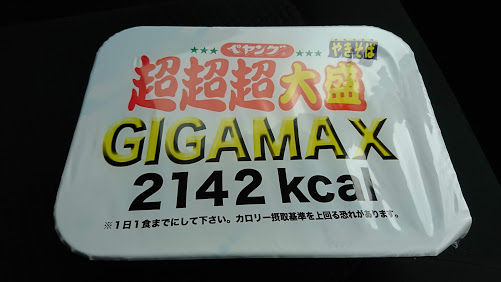 ペヤング やきそば
超超超大盛
GIGAMAX
2142 kcal
※1日1食までにして下さい。カロリー摂取基準を上回る恐れがあります。